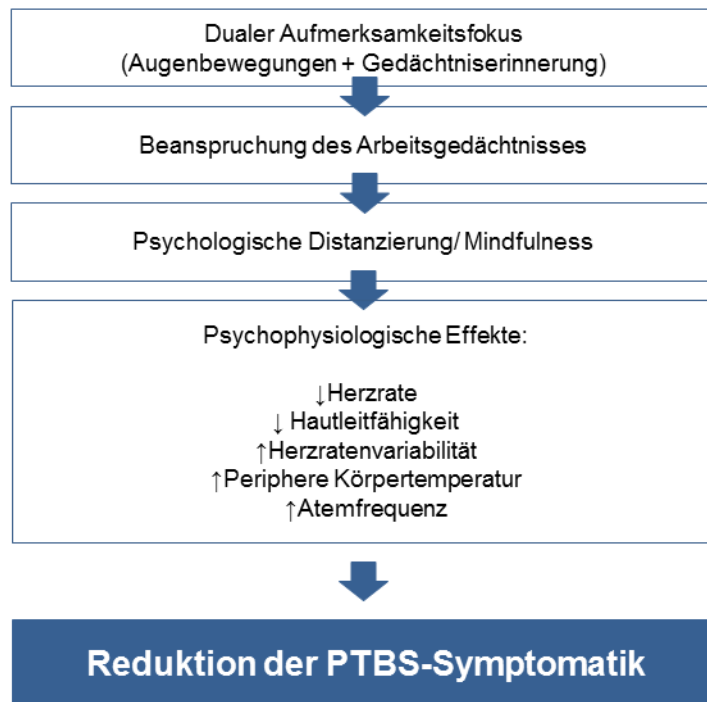 Dualer Aufmerksamkeitsfokus
(Augenbewegungen + Gedächtniserinnerung)
Beanspruchung des Arbeitsgedächtnisses
Psychologische Distanzierung/ Mindfulness
Psychophysiologische Effekte:
↓Herzrate
↓ Hautleitfähigkeit
↑Herzratenvariabilität
↑Periphere Körpertemperatur
↑Atemfrequenz
Reduktion der PTBS-Symptomatik